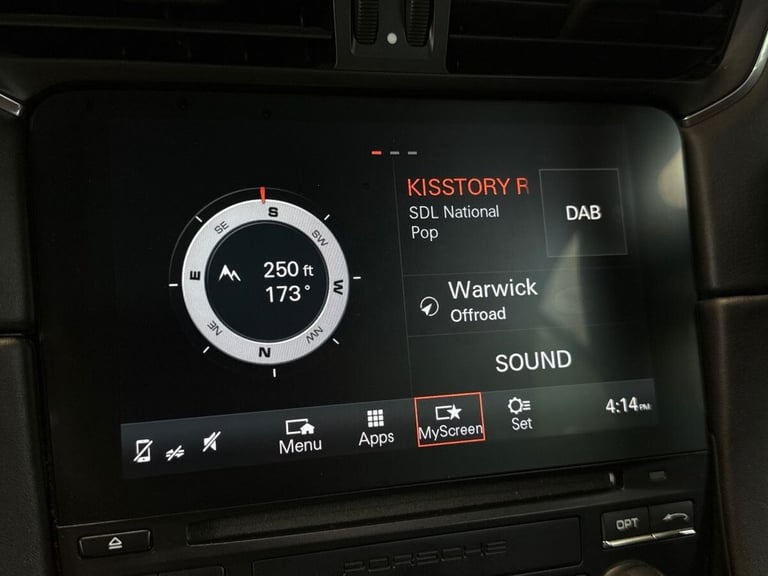 KISSTORY R
SDL National
Pop
DAB
S
SE
SW
E
W
NE
NW
N
250 ft
173°
Warwick
Offroad
SOUND
Menu
Apps
MyScreen
Set
4:14PM
OPT
PORSCHE